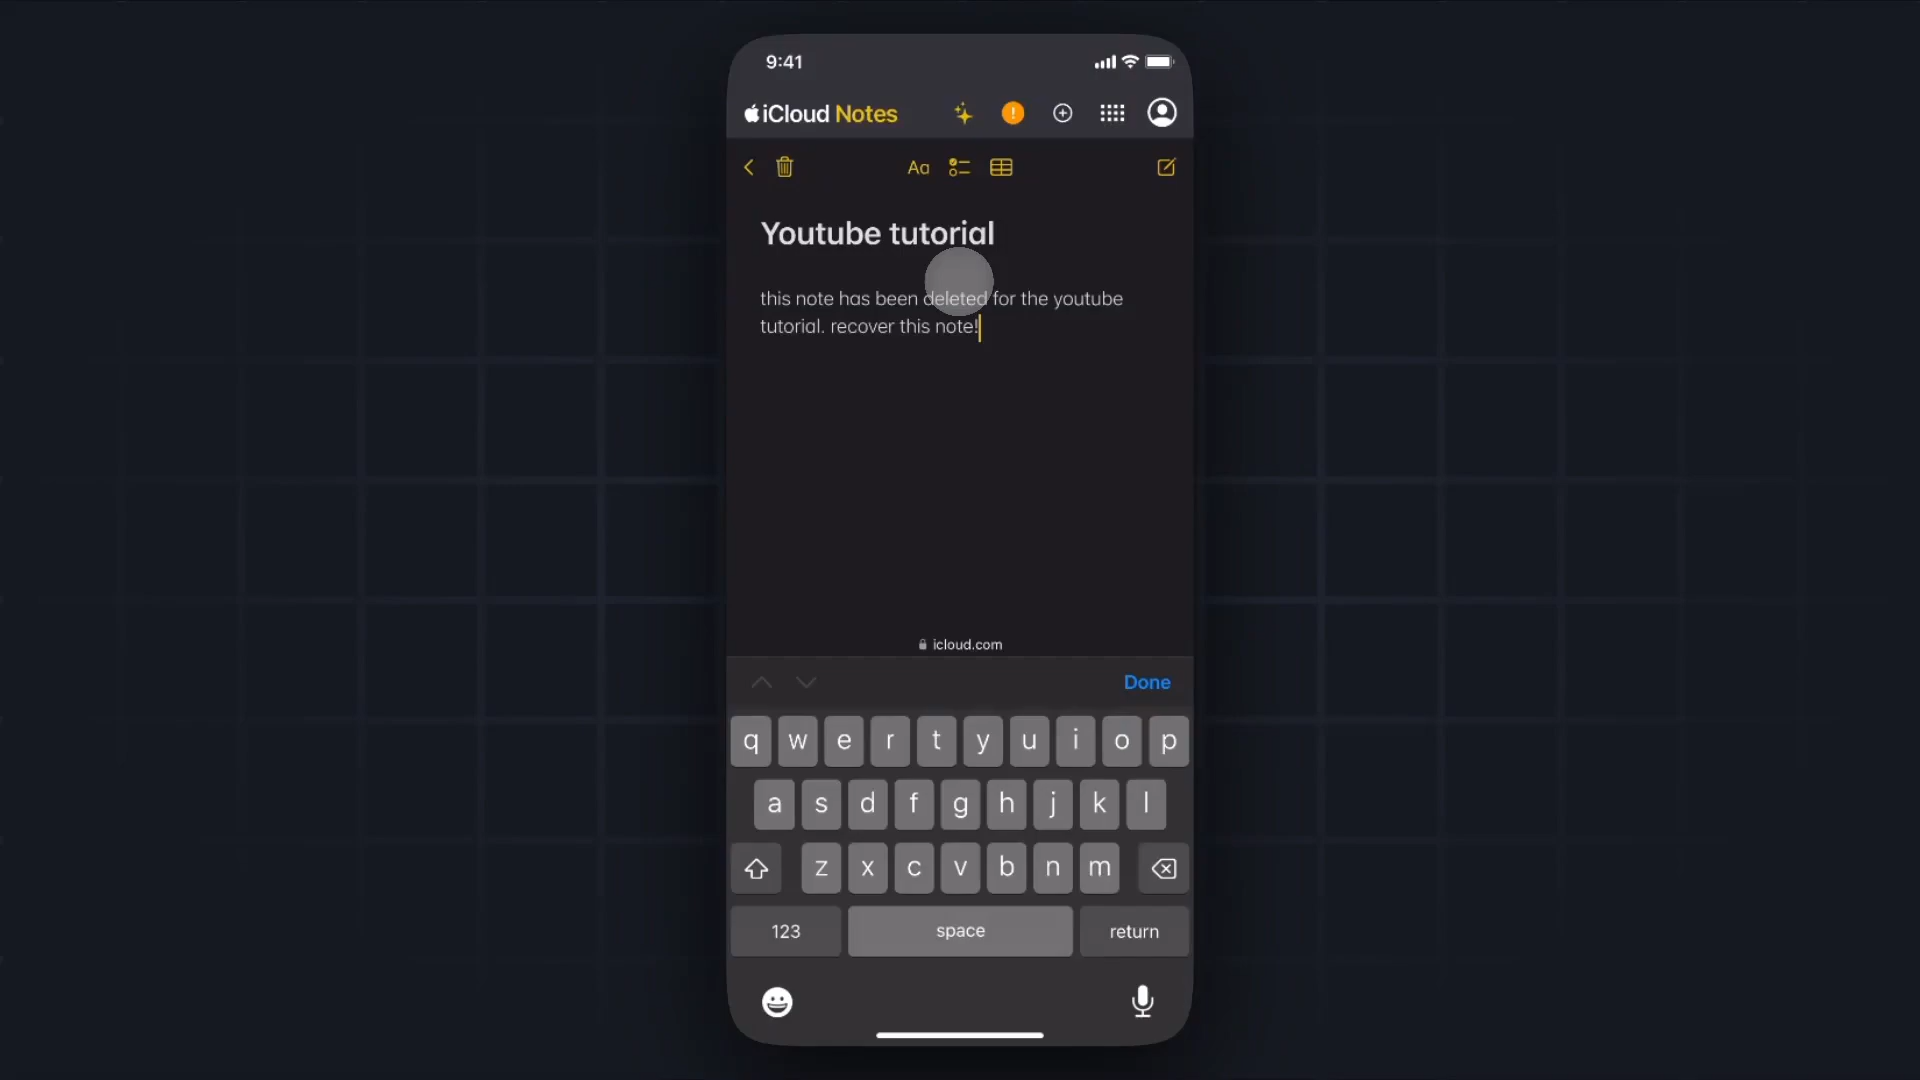 9:41
iCloud Notes
Aa
Youtube tutorial
this note has been deleted for the youtube
tutorial. recover this note!
icloud.com
Done
q w e r t y u i o p
a s d f g h j k l
z x c v b n m
123 space return